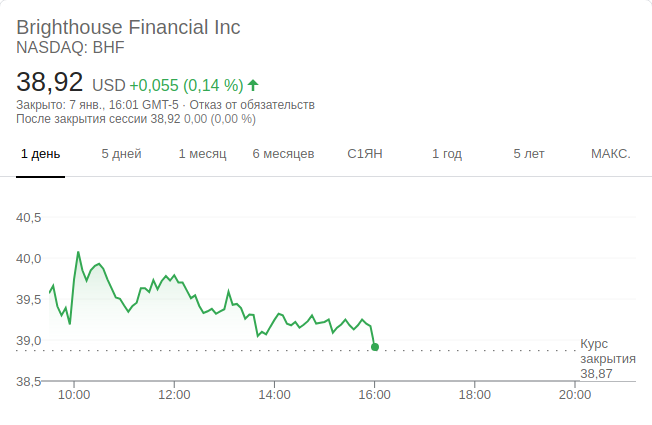 Brighthouse Financial Inc
NASDAQ: BHF
38,92 USD +0,055 (0,14 %)
Закрыто: 7 янв., 16:01 GMT-5 · Отказ от обязательств
После закрытия сессии 38,92 0,00 (0,00 %)
1 день 5 дней 1 месяц 6 месяцев С1ЯН 1 год 5 лет МАКС.
40,5
40,0
39,5
39,0
38,5
Курс
закрытия
38,87
10:00 12:00 14:00 16:00 18:00 20:00